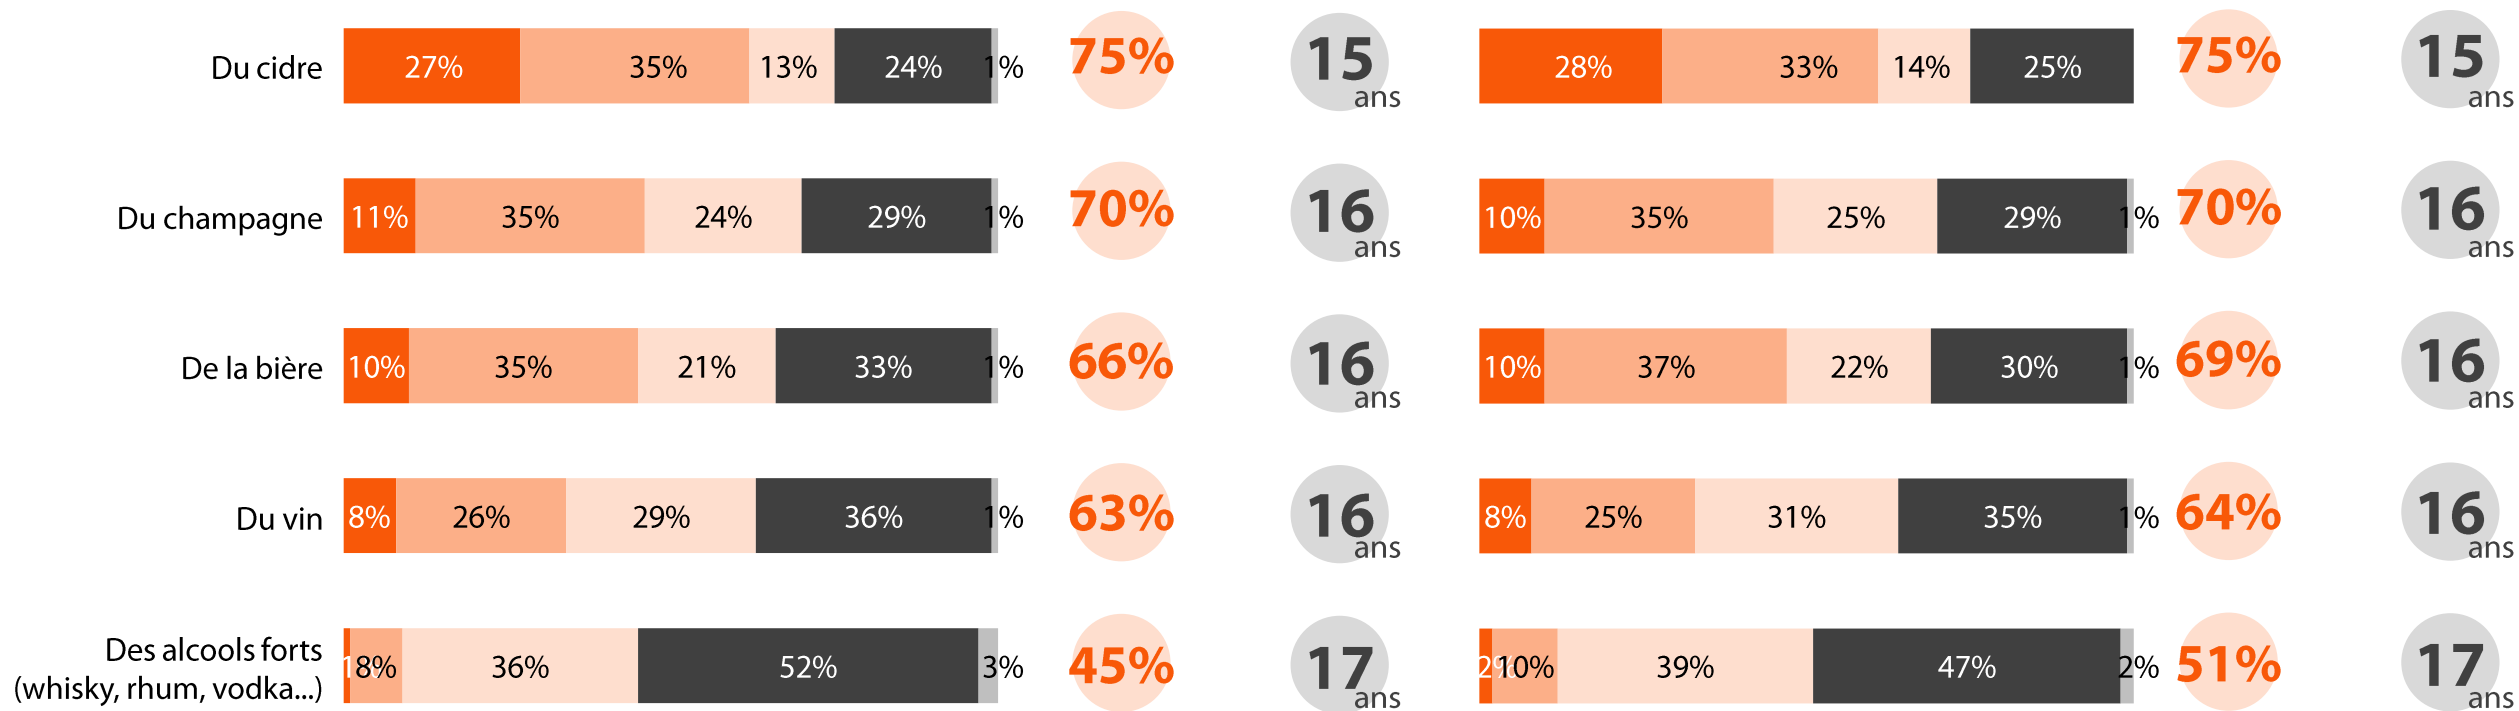 Du cidre 27% 35% 13% 24% 1% 75% 15 ans 28% 33% 14% 25% 75% 15 ans
Du champagne 11% 35% 24% 29% 1% 70% 16 ans 10% 35% 25% 29% 1% 70% 16 ans
De la bière 10% 35% 21% 33% 1% 66% 16 ans 10% 37% 22% 30% 1% 69% 16 ans
Du vin 8% 26% 29% 36% 1% 63% 16 ans 8% 25% 31% 35% 1% 64% 16 ans
Des alcools forts
(whisky, rhum, vodka...) 1% 8% 36% 52% 3% 45% 17 ans 2% 10% 39% 47% 2% 51% 17 ans